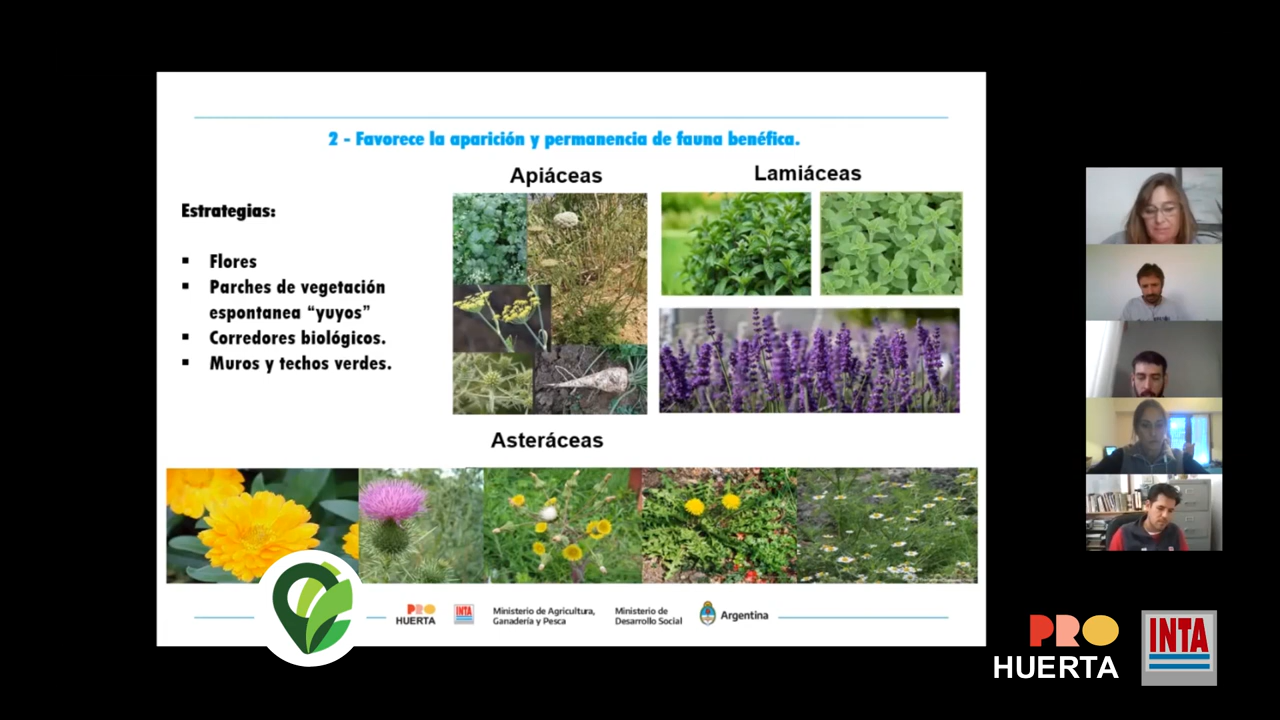 2 - Favorece la aparición y permanencia de fauna benéfica.
Apiáceas
Lamiáceas
Estrategias:
▪ Flores
▪ Parches de vegetación
espontanea “yuyos”
▪ Corredores biológicos.
▪ Muros y techos verdes.
Asteráceas
PRO
HUERTA
INTA
Ministerio de Agricultura,
Ganadería y Pesca
Ministerio de
Desarrollo Social
Argentina
PRO
HUERTA
INTA